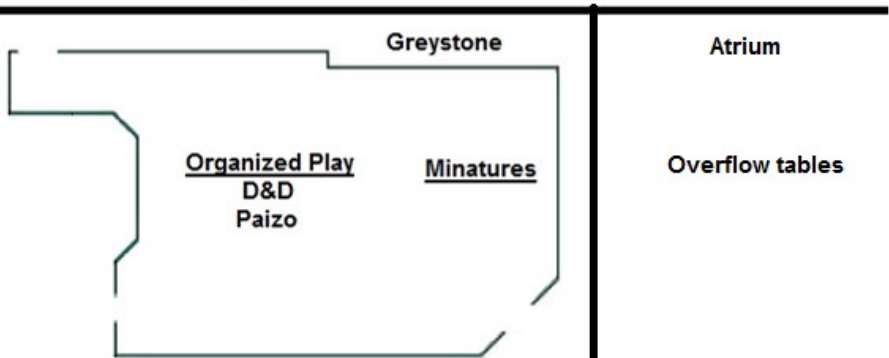 Greystone
Atrium
Organized Play
D&D
Paizo
Minatures
Overflow tables